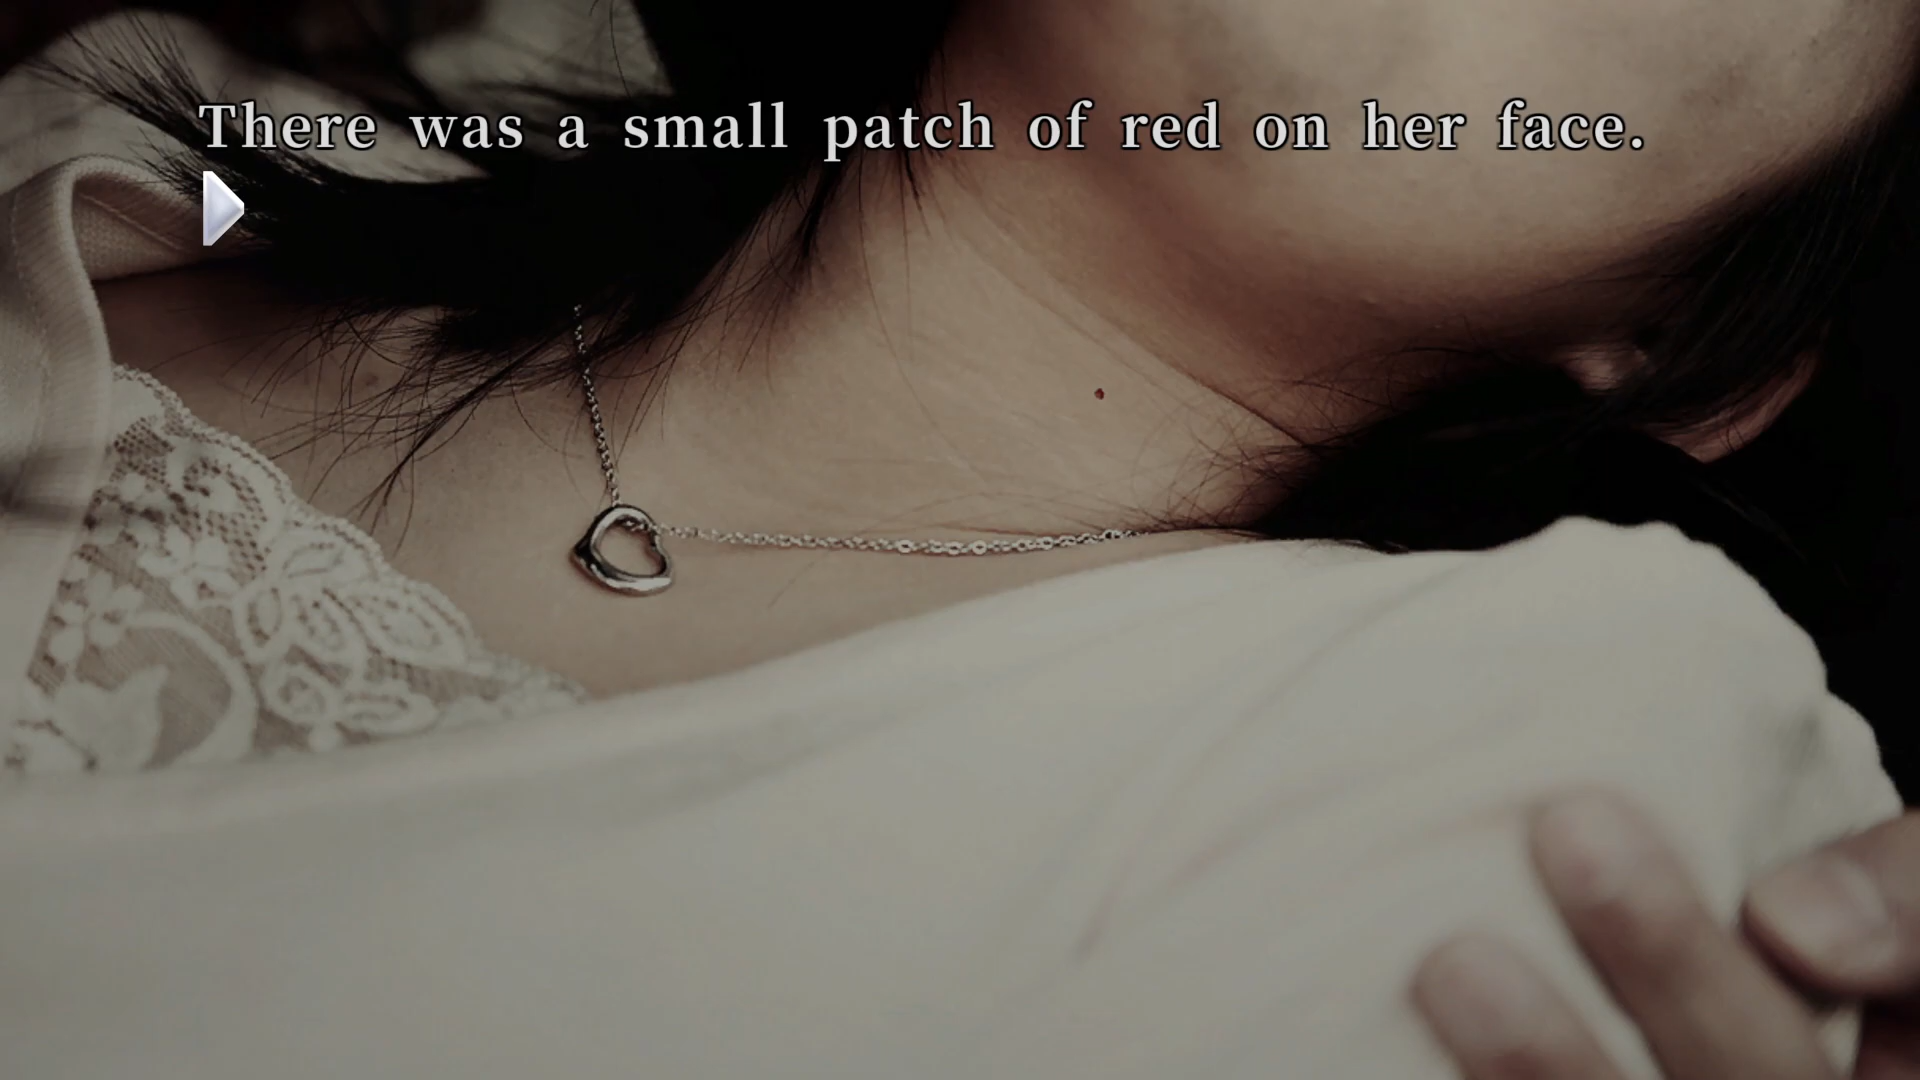 There was a small patch of red on her face.